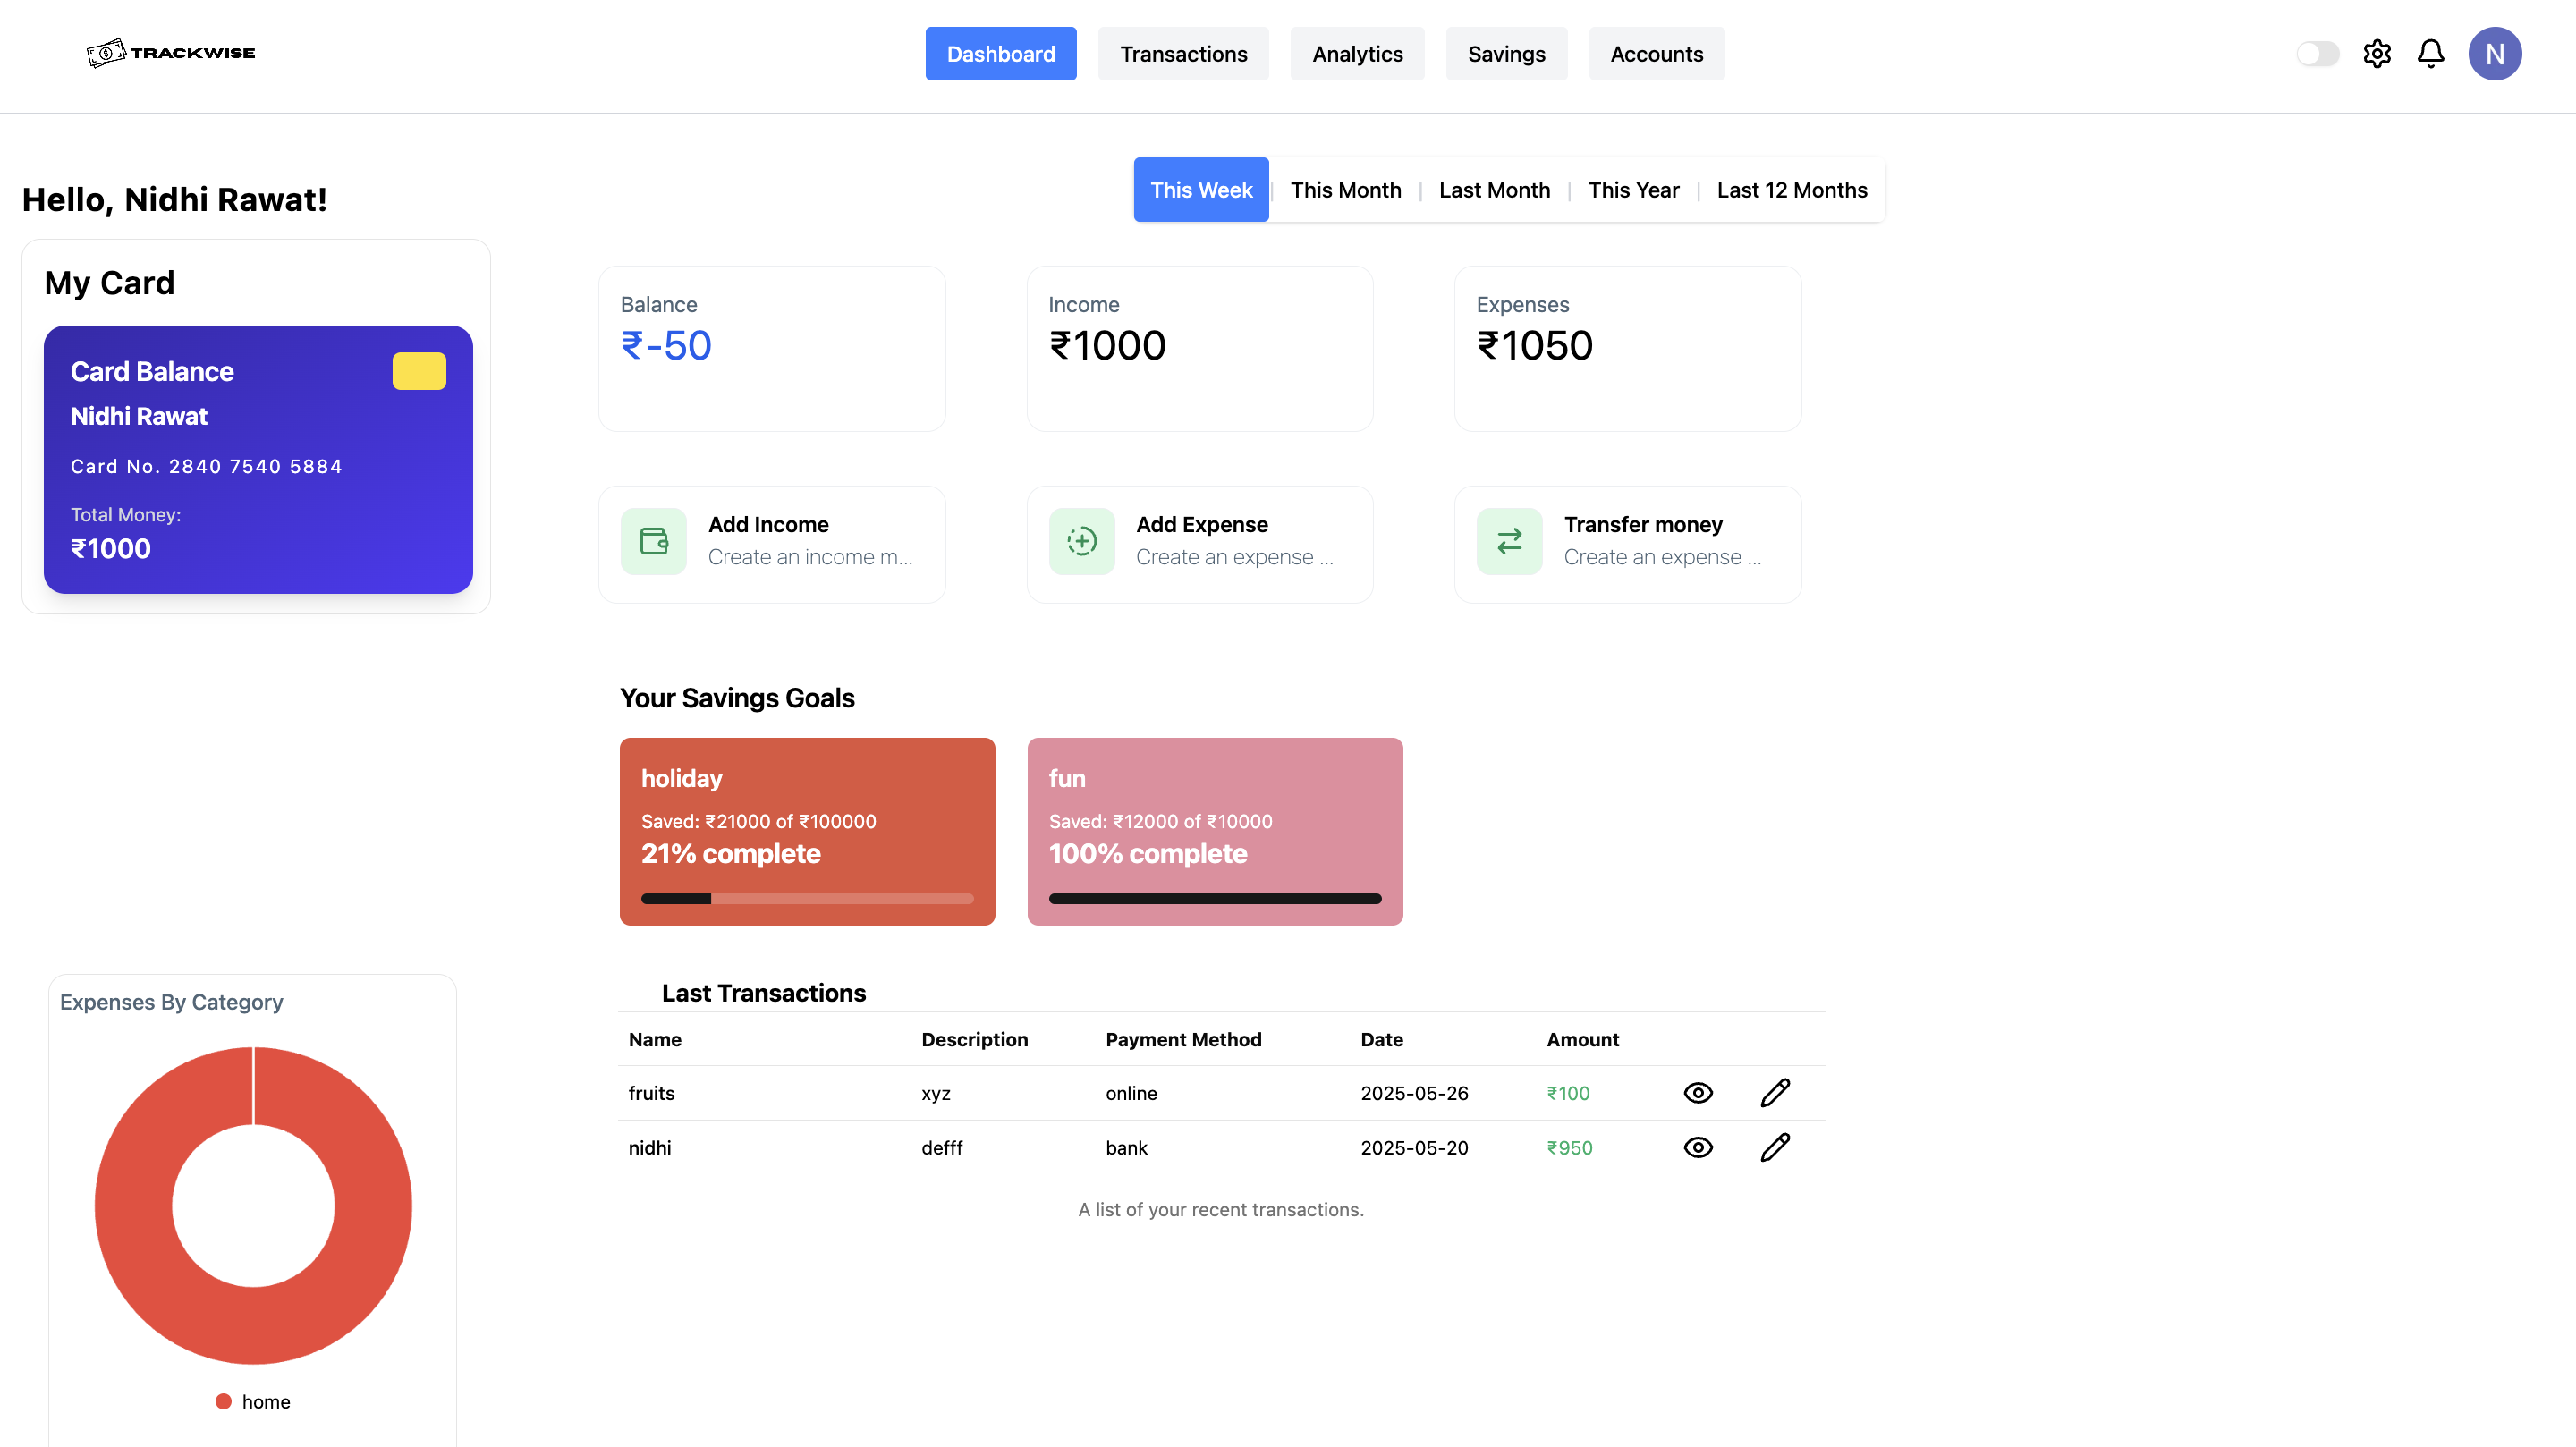 TRACKWISE
Dashboard Transactions Analytics Savings Accounts
N
Hello, Nidhi Rawat!
This Week | This Month | Last Month | This Year | Last 12 Months
My Card
Card Balance
Nidhi Rawat
Card No. 2840 7540 5884
Total Money:
₹1000
Balance
₹-50
Income
₹1000
Expenses
₹1050
Add Income
Create an income m...
Add Expense
Create an expense ...
Transfer money
Create an expense ...
Your Savings Goals
holiday
Saved: ₹21000 of ₹100000
21% complete
fun
Saved: ₹12000 of ₹10000
100% complete
Expenses By Category
home
Last Transactions
Name Description Payment Method Date Amount
fruits xyz online 2025-05-26 ₹100
nidhi defff bank 2025-05-20 ₹950
A list of your recent transactions.